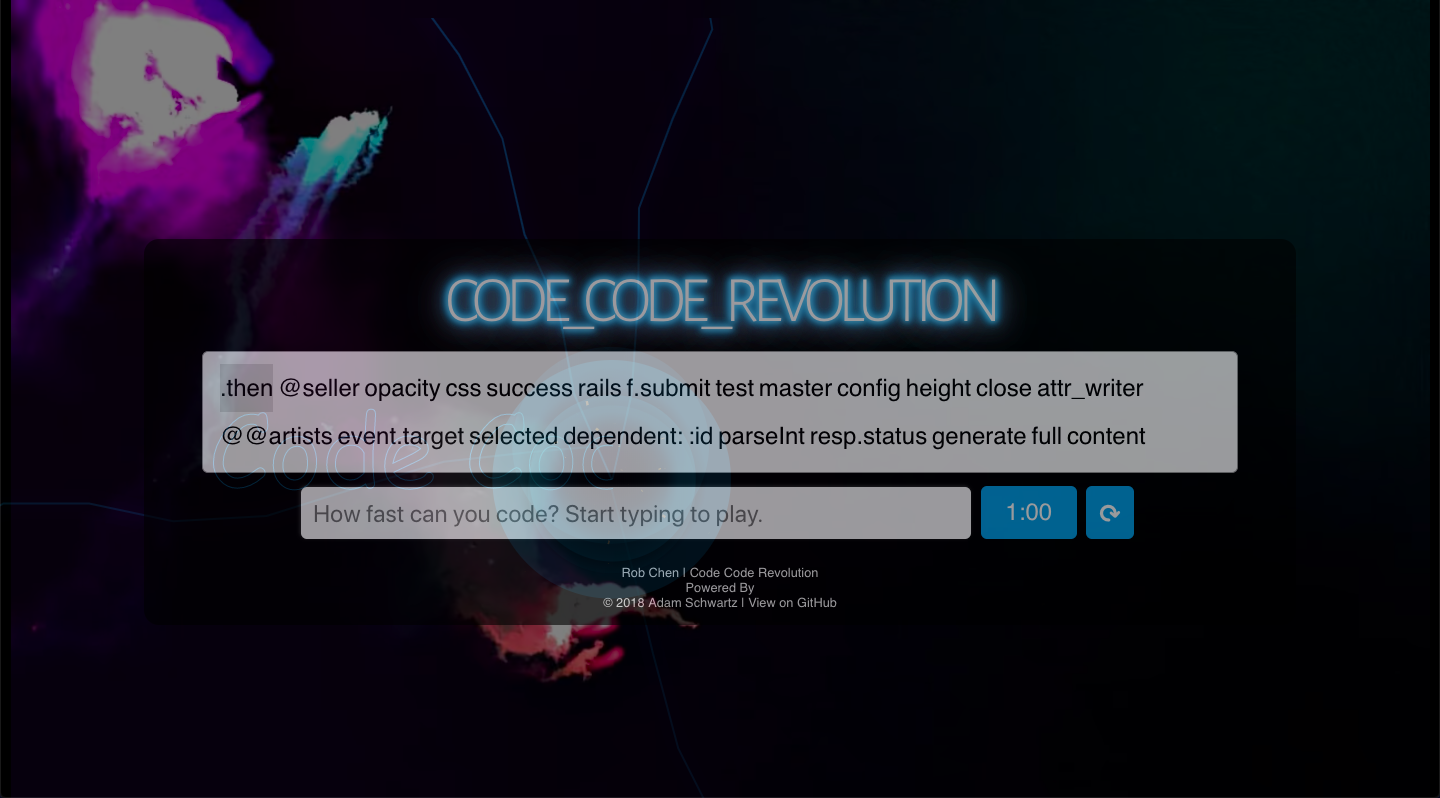 CODE_CODE_REVOLUTION
.then @seller opacity css success rails f.submit test master config height close attr_writer
@@artists event.target selected dependent: :id parseInt resp.status generate full content
Code Cod
How fast can you code? Start typing to play.
1:00
Rob Chen | Code Code Revolution
Powered By
© 2018 Adam Schwartz | View on GitHub